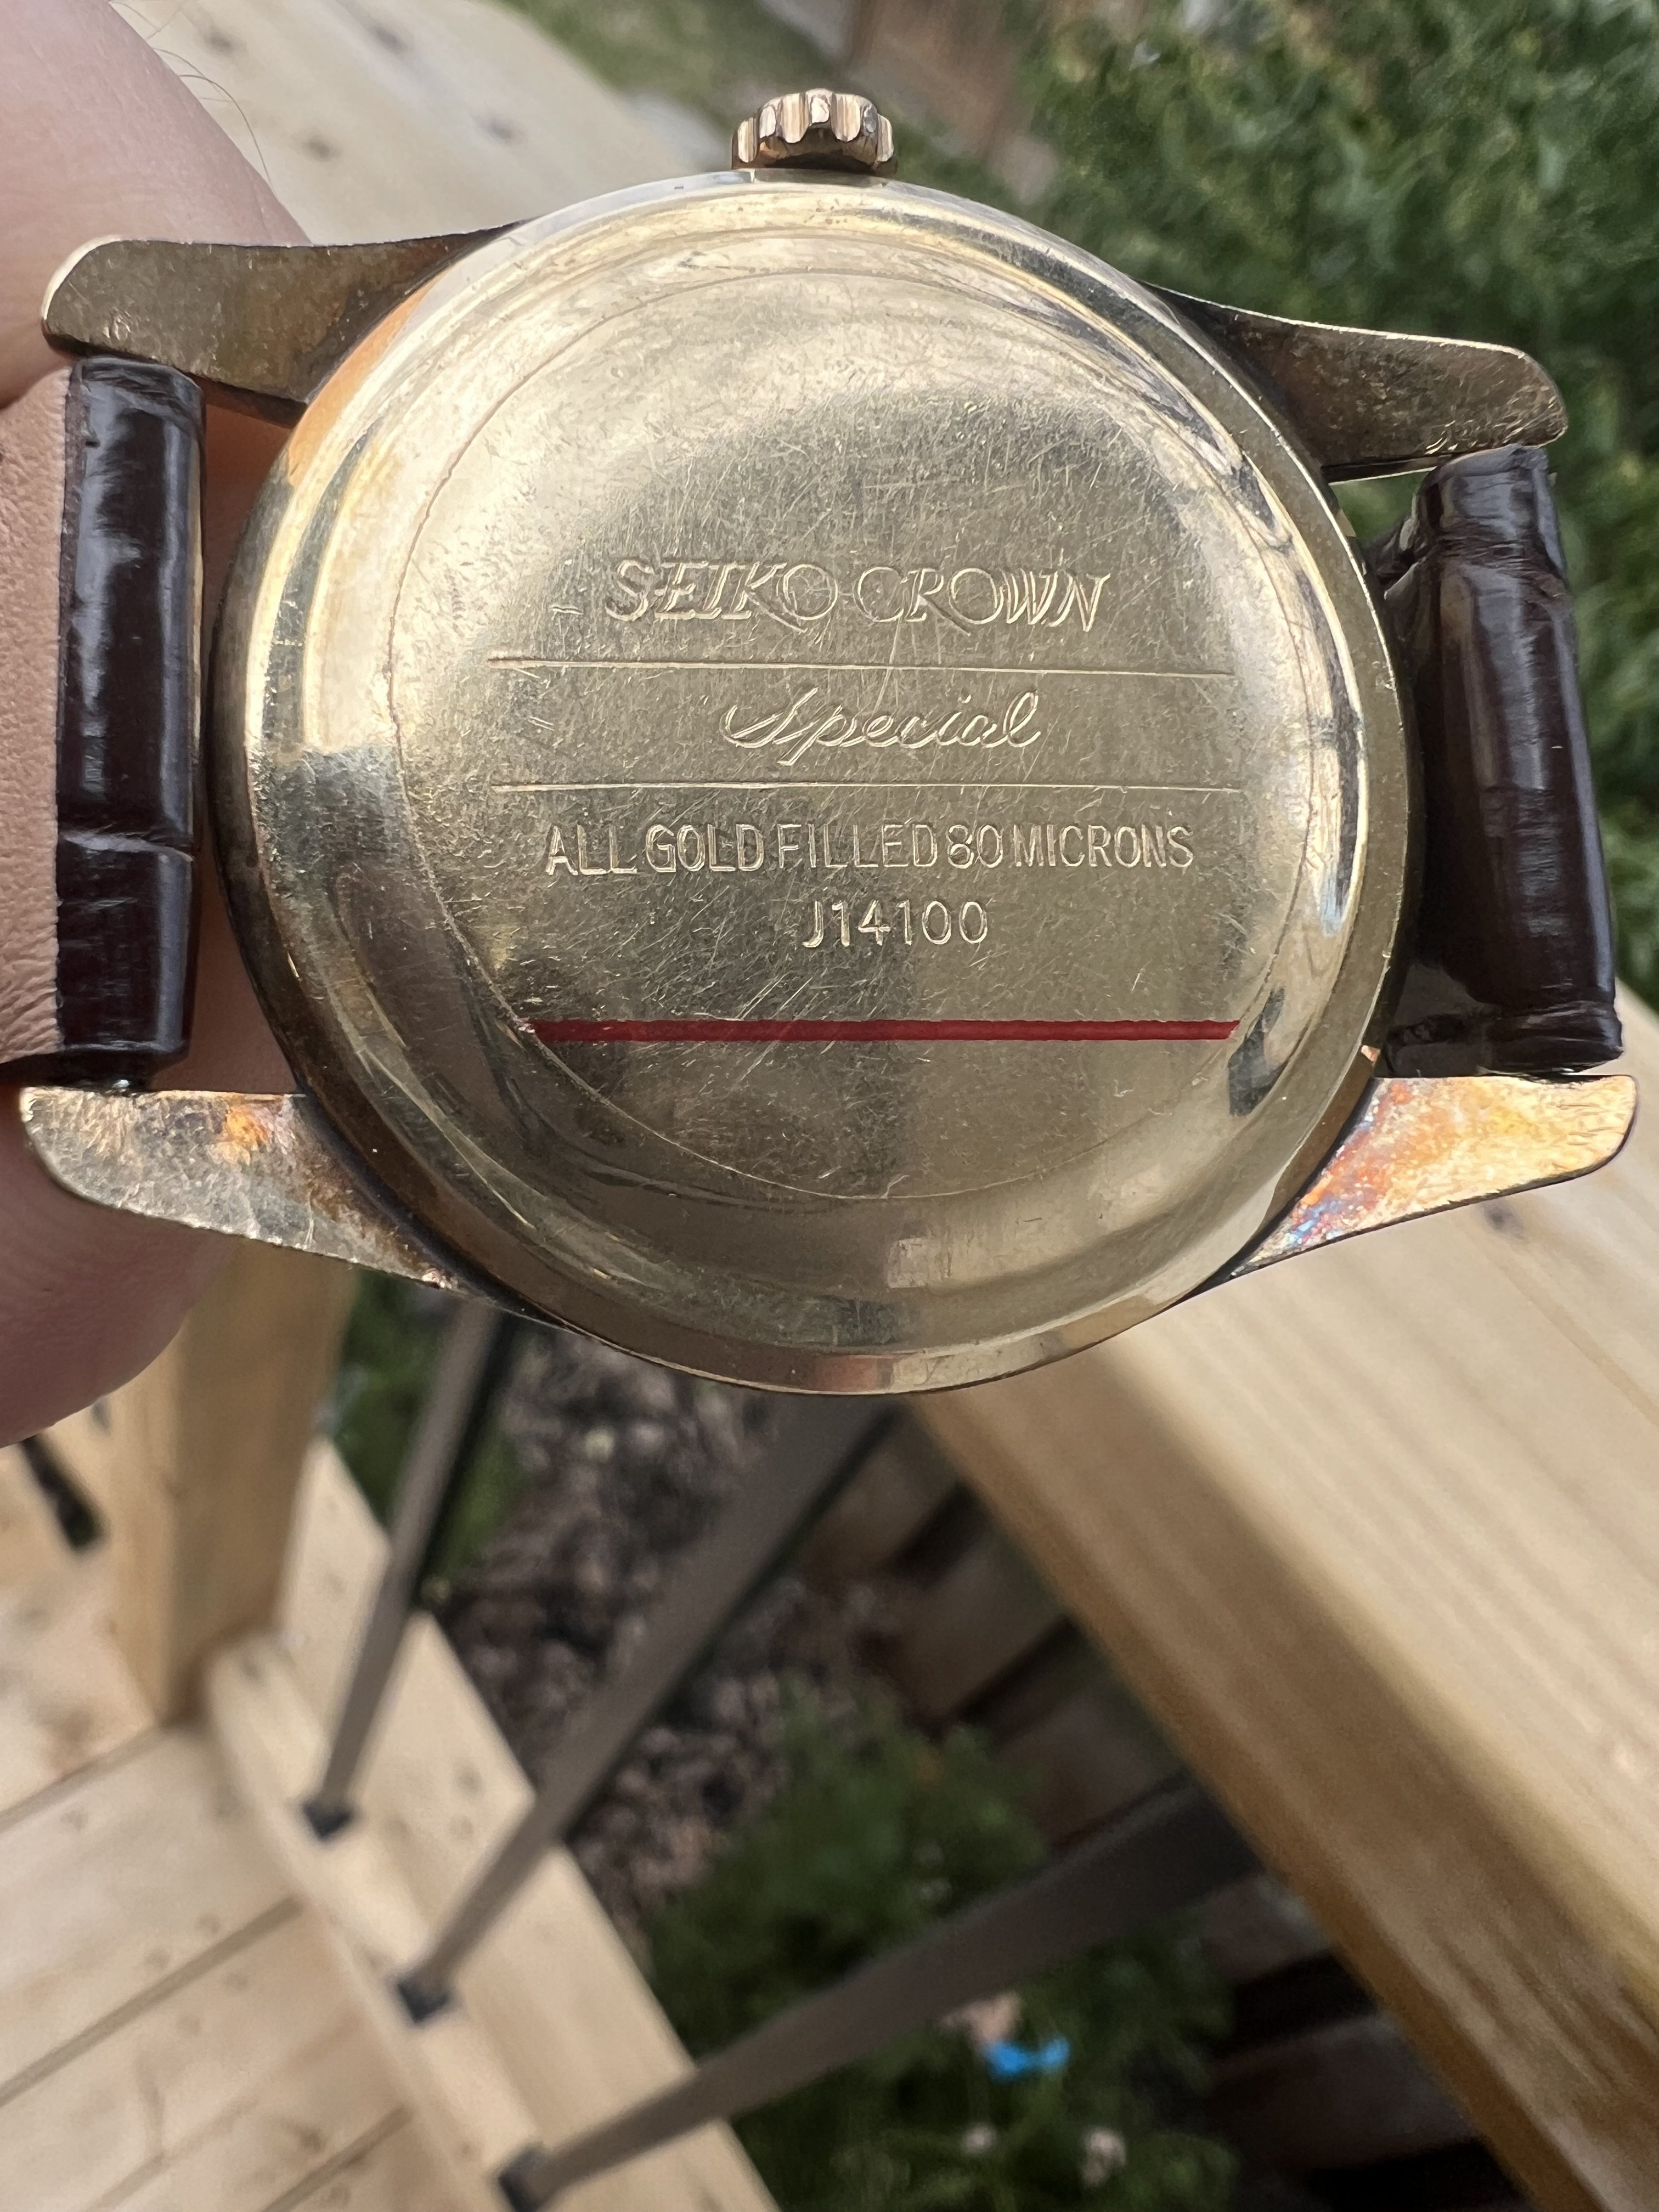 SEIKO CROWN
Special
ALL GOLD FILLED 80 MICRONS
J14100